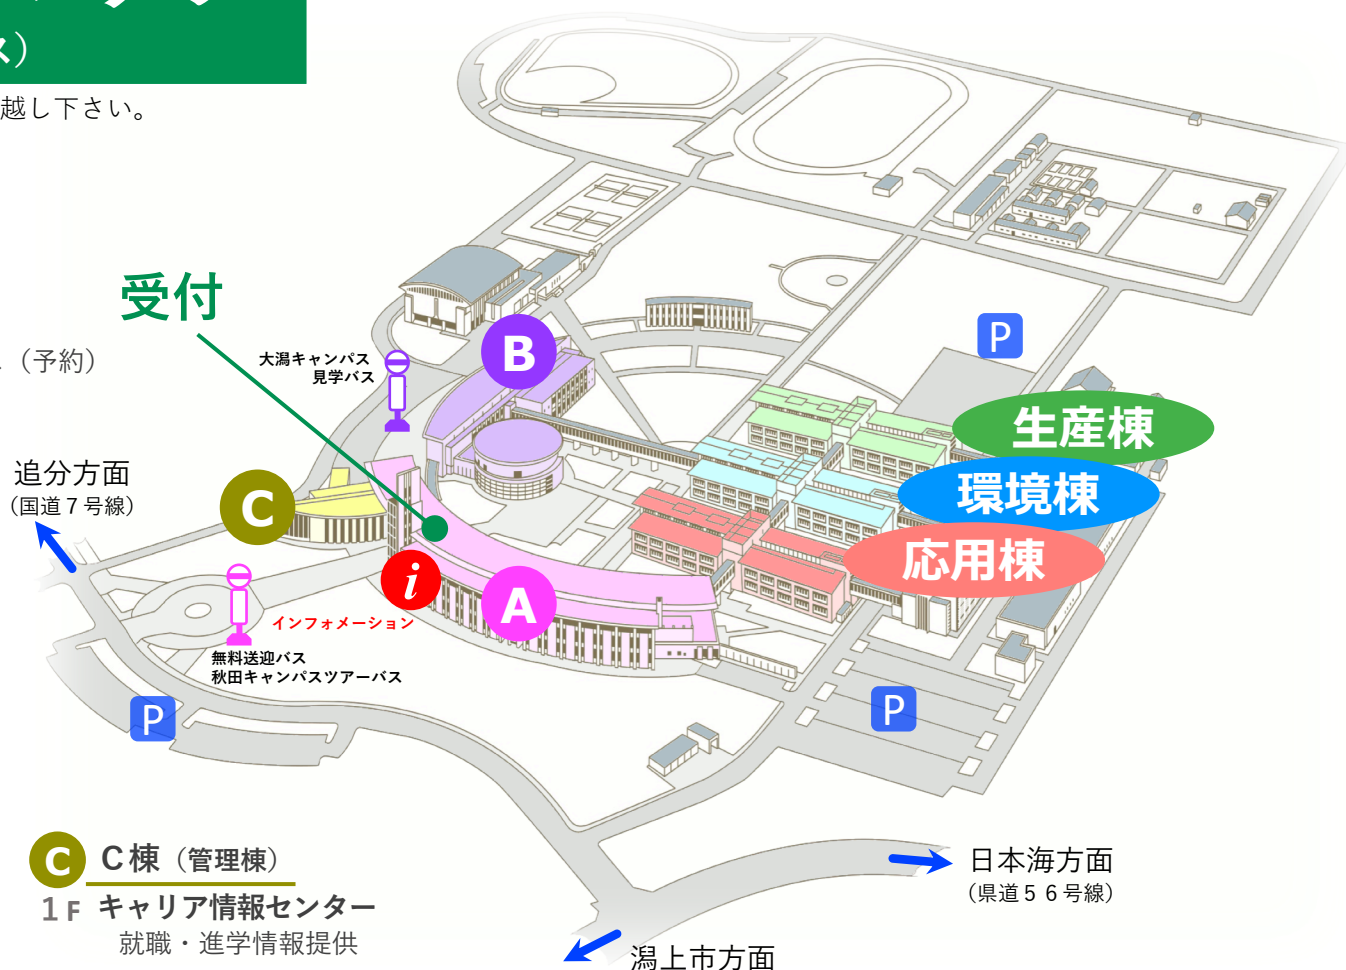 ス）
越し下さい。
受付
（予約）
大潟キャンパス
見学バス
B
P
生産棟
環境棟
応用棟
追分方面
（国道７号線）
C
i
A
インフォメーション
無料送迎バス
秋田キャンパスツアーバス
P
P
C C棟（管理棟）
1F キャリア情報センター
就職・進学情報提供
日本海方面
（県道５６号線）
潟上市方面